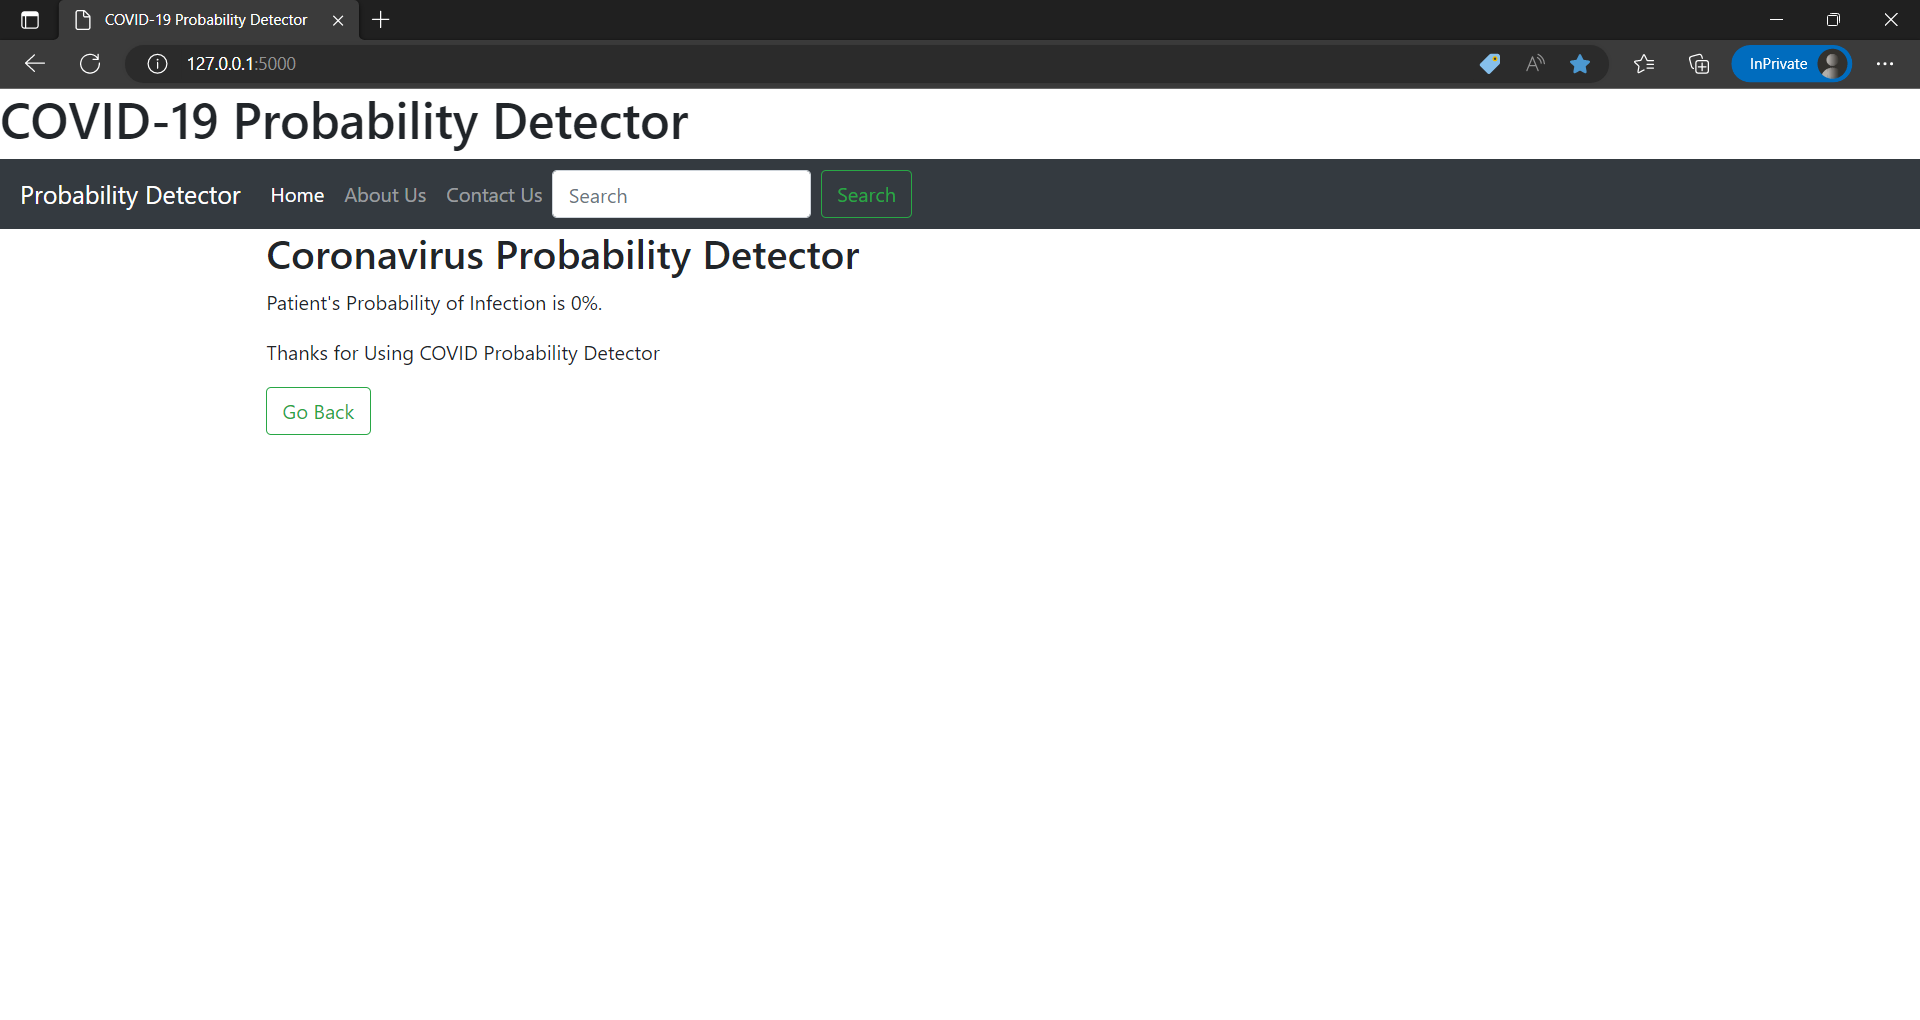 COVID-19 Probability Detector
127.0.0.1:5000
InPrivate
COVID-19 Probability Detector
Probability Detector Home About Us Contact Us Search Search
Coronavirus Probability Detector
Patient's Probability of Infection is 0%.
Thanks for Using COVID Probability Detector
Go Back